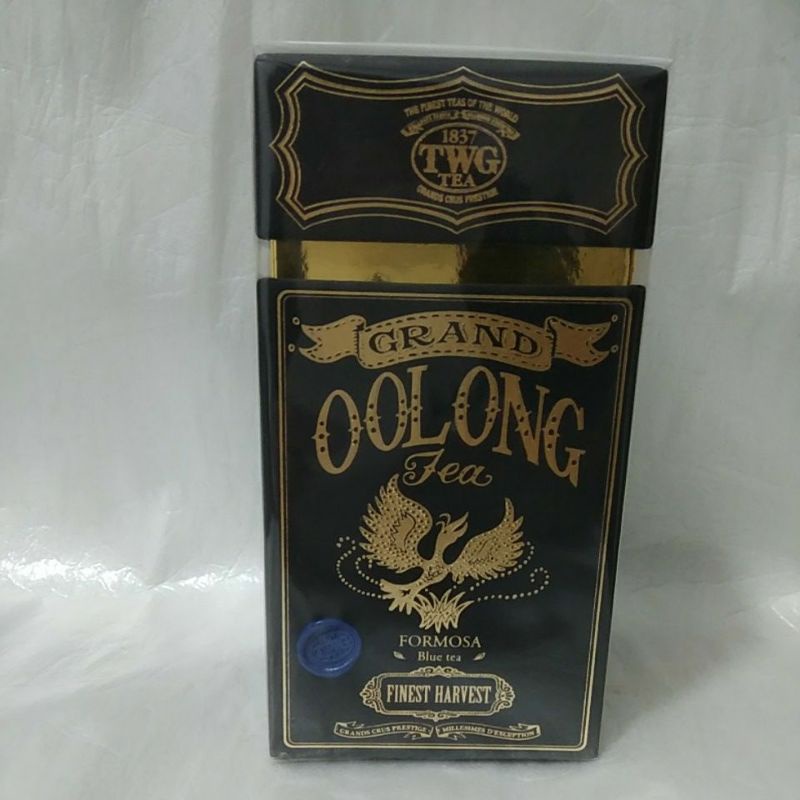 THE FINEST TEAS OF THE WORLD
1837
TWG
TEA
GRANDS CRUS PRESTIGE
GRAND
OOLONG
Tea
FORMOSA
Blue tea
FINEST HARVEST
GRANDS CRUS PRESTIGE MILLESIMES D'EXCEPTION